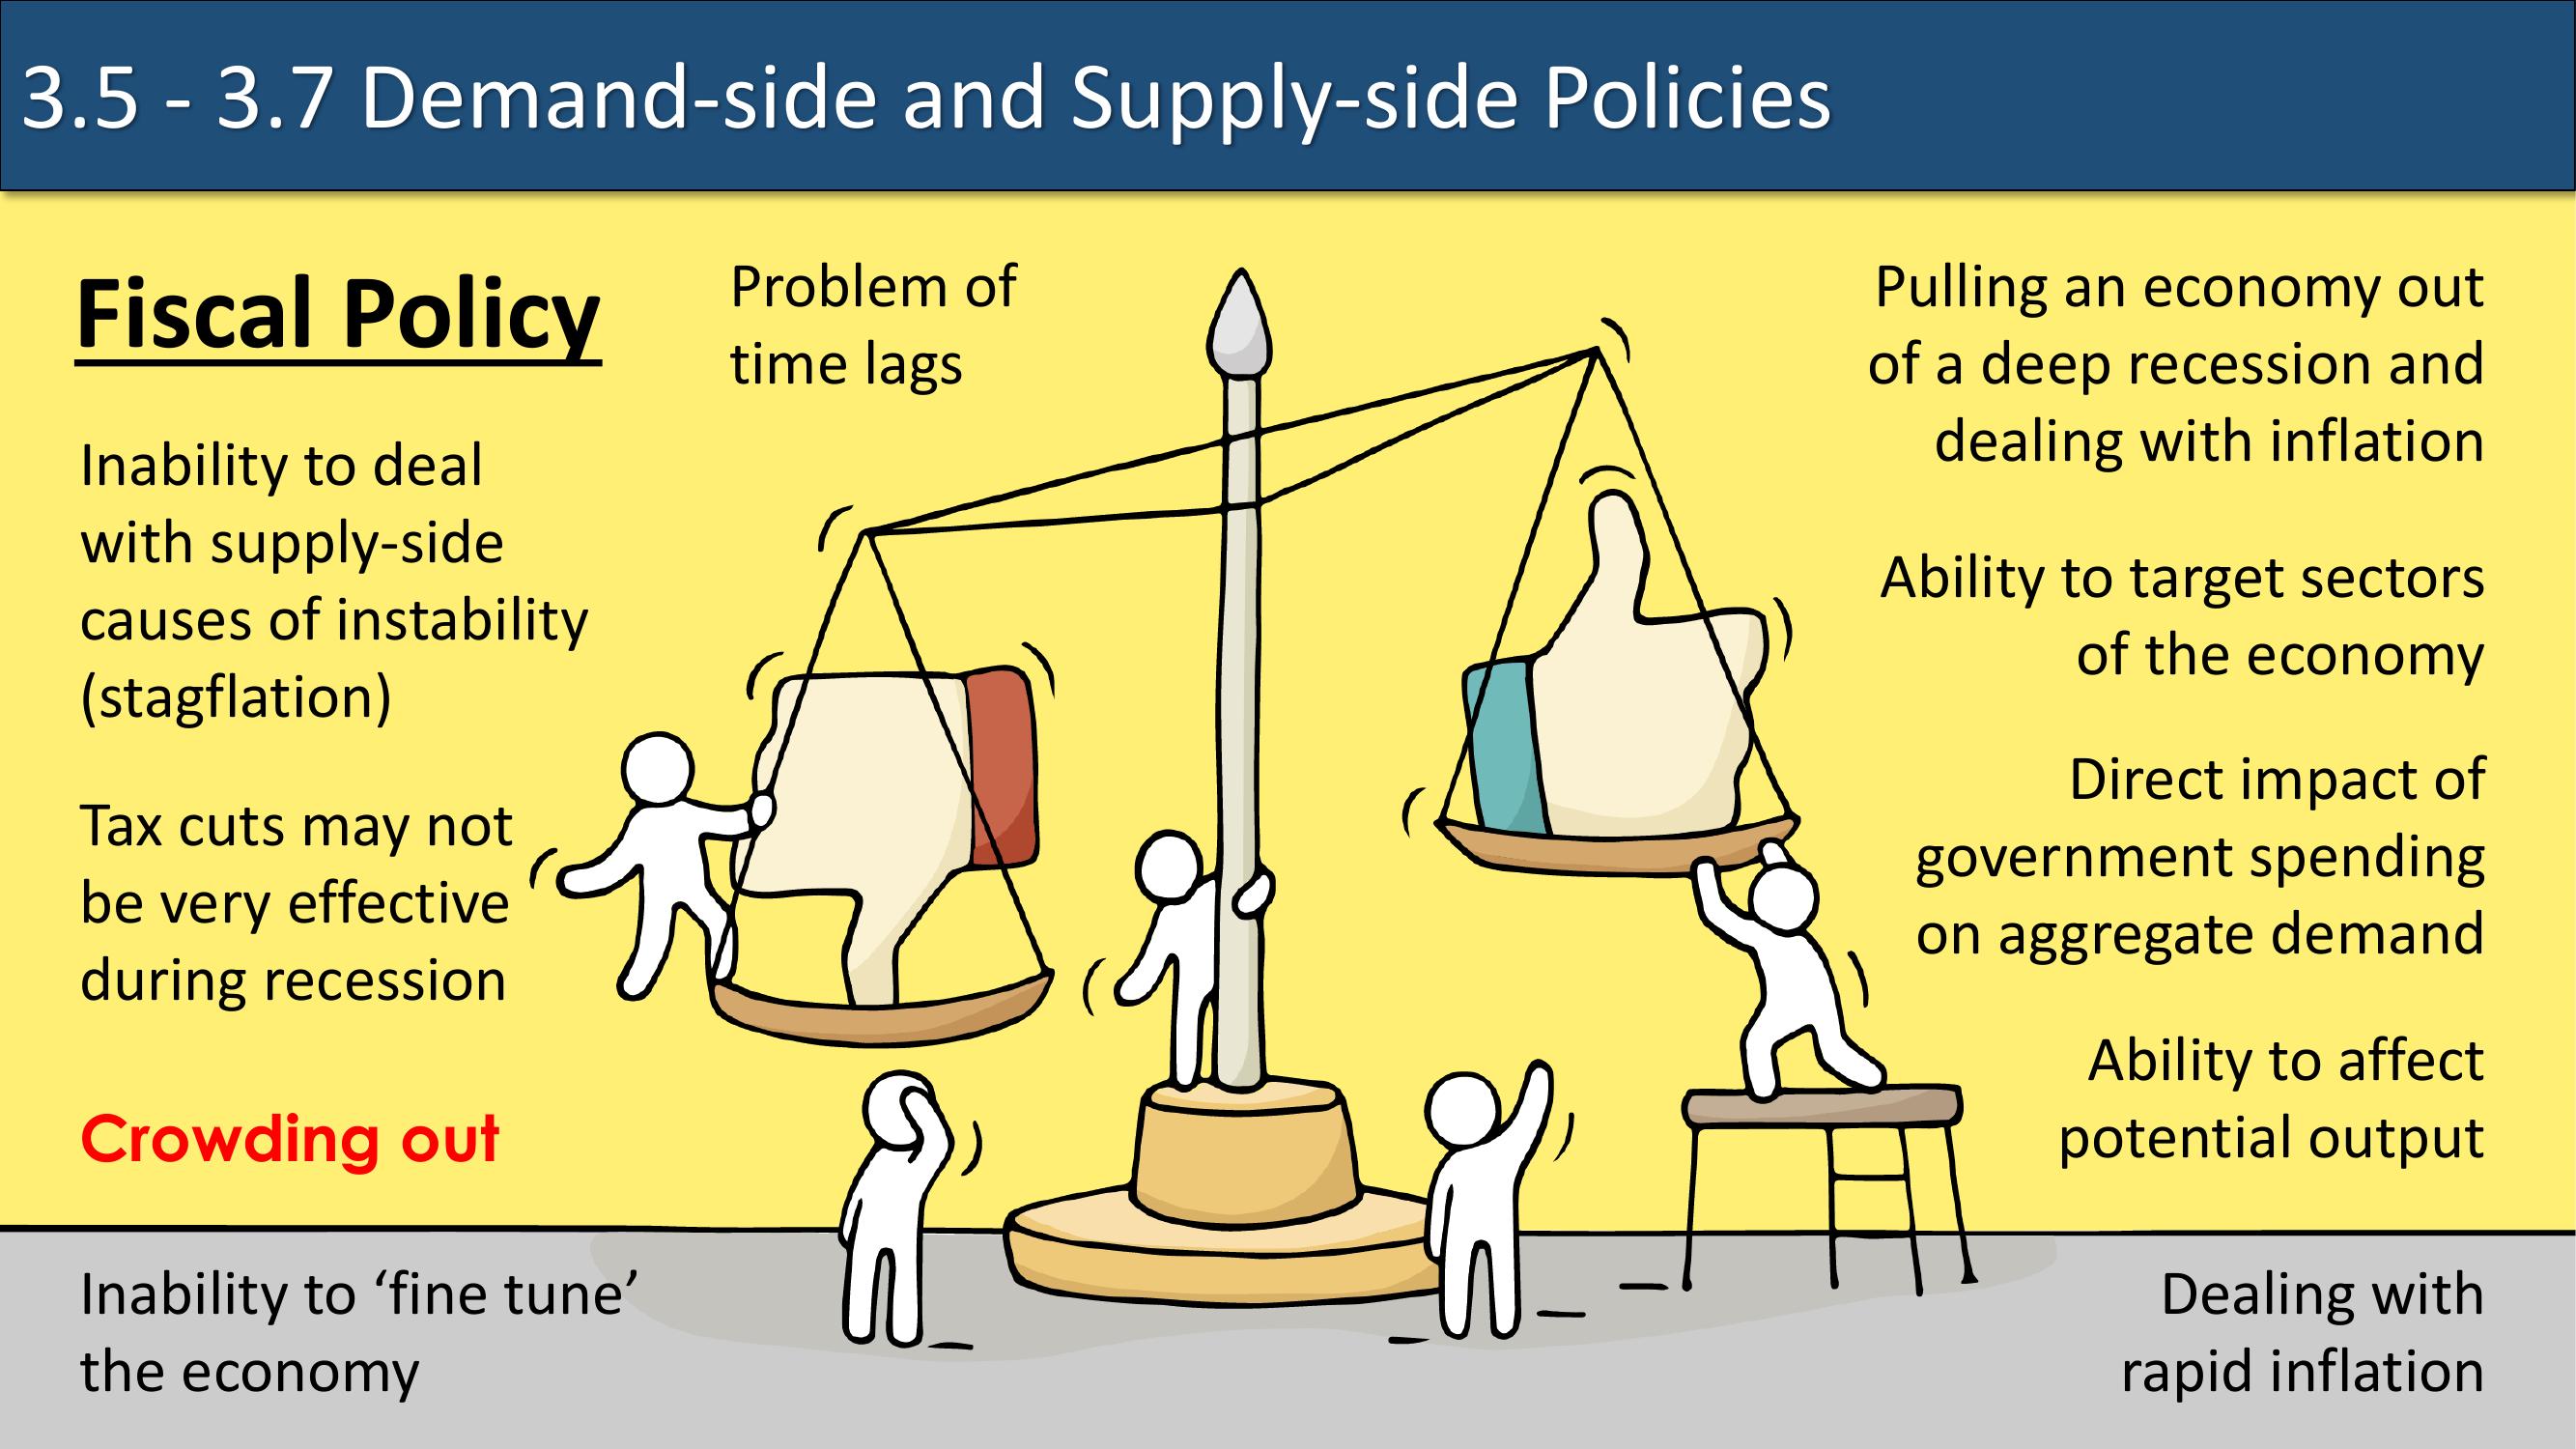 3.5 - 3.7 Demand-side and Supply-side Policies
Fiscal Policy
Problem of
time lags
Inability to deal
with supply-side
causes of instability
(stagflation)
Tax cuts may not
be very effective
during recession
Crowding out
Inability to ‘fine tune’
the economy
Pulling an economy out
of a deep recession and
dealing with inflation
Ability to target sectors
of the economy
Direct impact of
government spending
on aggregate demand
Ability to affect
potential output
Dealing with
rapid inflation